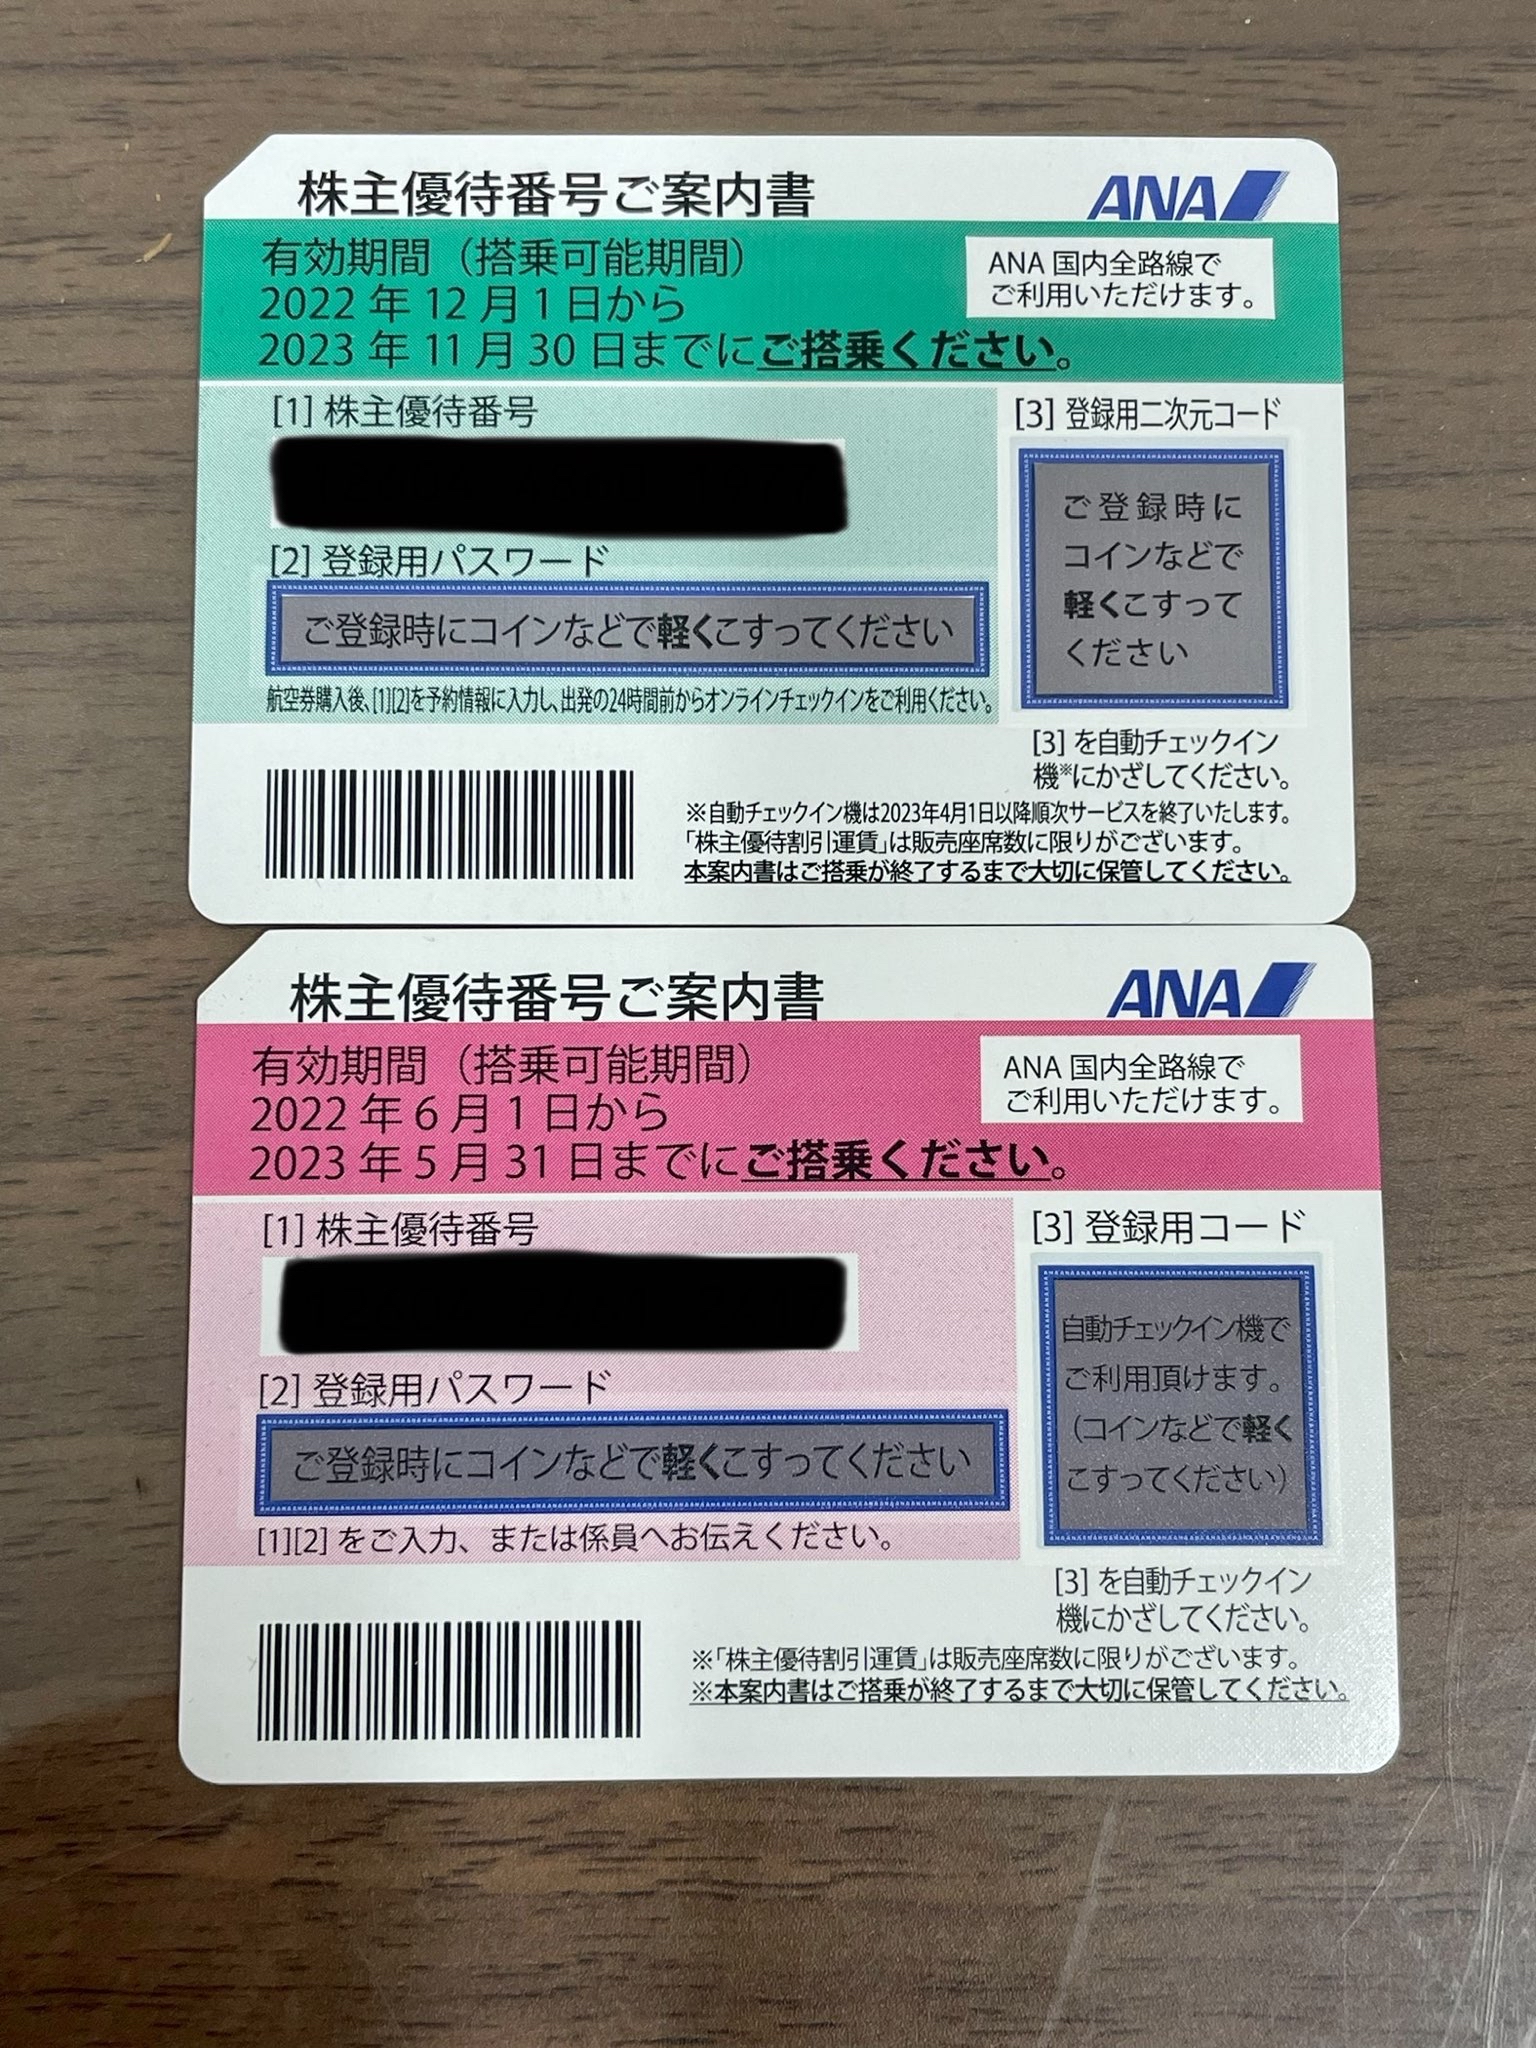 株主優待番号ご案内書
ANA
有効期間（搭乗可能期間）
2022 年 12 月 1 日から
2023 年 11 月 30 日までにご搭乗ください。
ANA 国内全路線で
ご利用いただけます。
[1] 株主優待番号
[2] 登録用パスワード
ご登録時にコインなどで軽くこすってください
航空券購入後、[1][2]を予約情報に入力し、出発の24時間前からオンラインチェックインをご利用ください。
[3] 登録用二次元コード
ご登録時に
コインなどで
軽くこすって
ください
[3] を自動チェックイン
機※にかざしてください。
※自動チェックイン機は2023年4月1日以降順次サービスを終了いたします。
「株主優待割引運賃」は販売座席数に限りがございます。
本案内書はご搭乗が終了するまで大切に保管してください。
株主優待番号ご案内書
ANA
有効期間（搭乗可能期間）
2022 年 6 月 1 日から
2023 年 5 月 31 日までにご搭乗ください。
ANA 国内全路線で
ご利用いただけます。
[1] 株主優待番号
[2] 登録用パスワード
ご登録時にコインなどで軽くこすってください
[1][2] をご入力、または係員へお伝えください。
[3] 登録用コード
自動チェックイン機で
ご利用頂けます。
（コインなどで軽く
こすってください）
[3] を自動チェックイン
機にかざしてください。
※「株主優待割引運賃」は販売座席数に限りがございます。
※本案内書はご搭乗が終了するまで大切に保管してください。